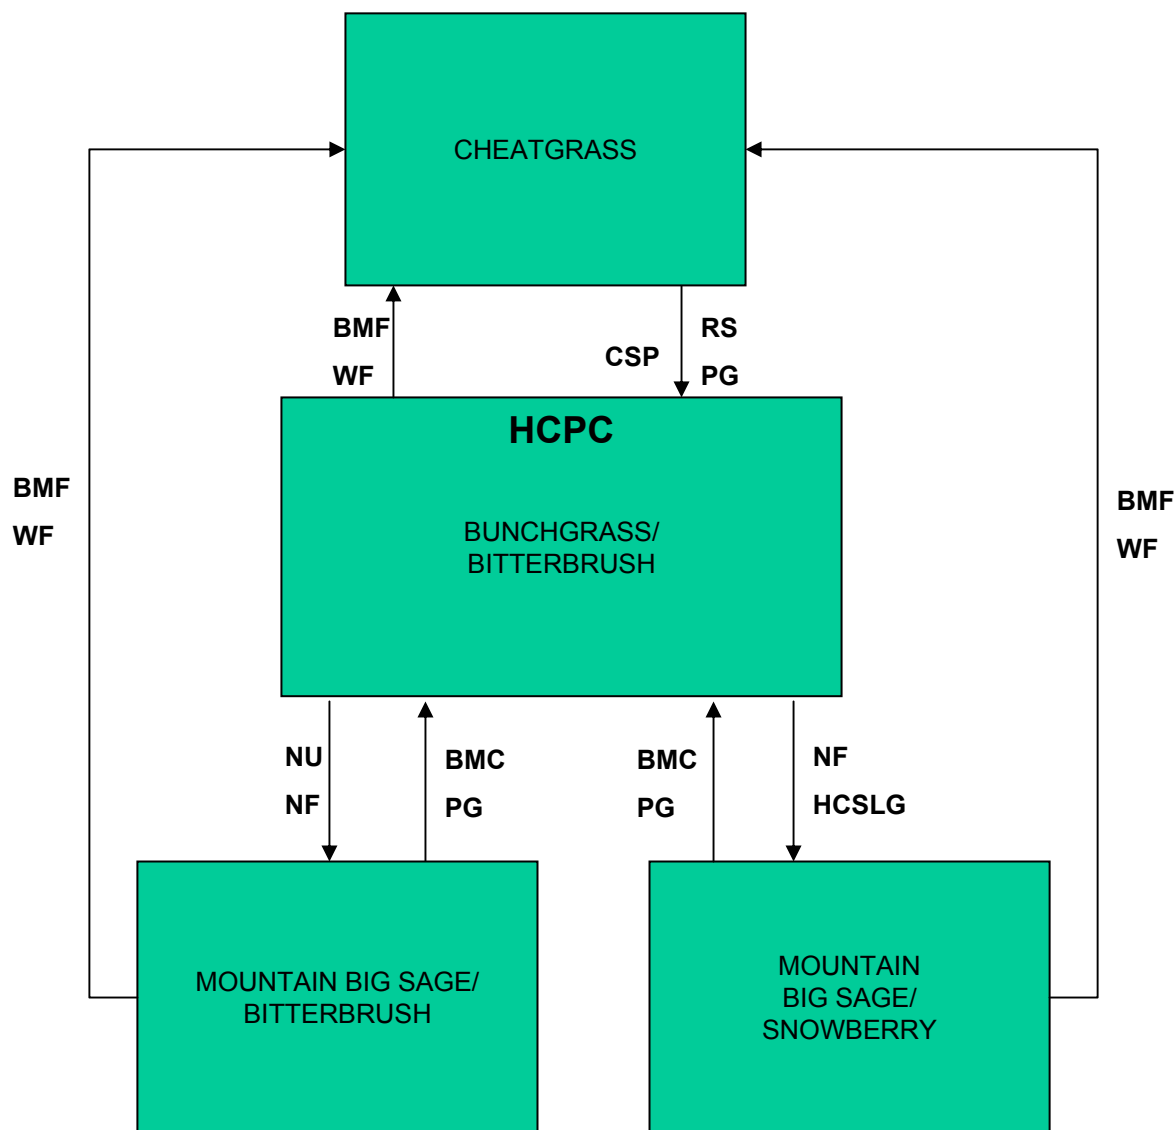 CHEATGRASS
BMF
WF
CSP
RS
PG
HCPC
BUNCHGRASS/
BITTERBRUSH
BMF
WF
BMF
WF
NU
NF
BMC
PG
BMC
PG
NF
HCSLG
MOUNTAIN BIG SAGE/
BITTERBRUSH
MOUNTAIN
BIG SAGE/
SNOWBERRY